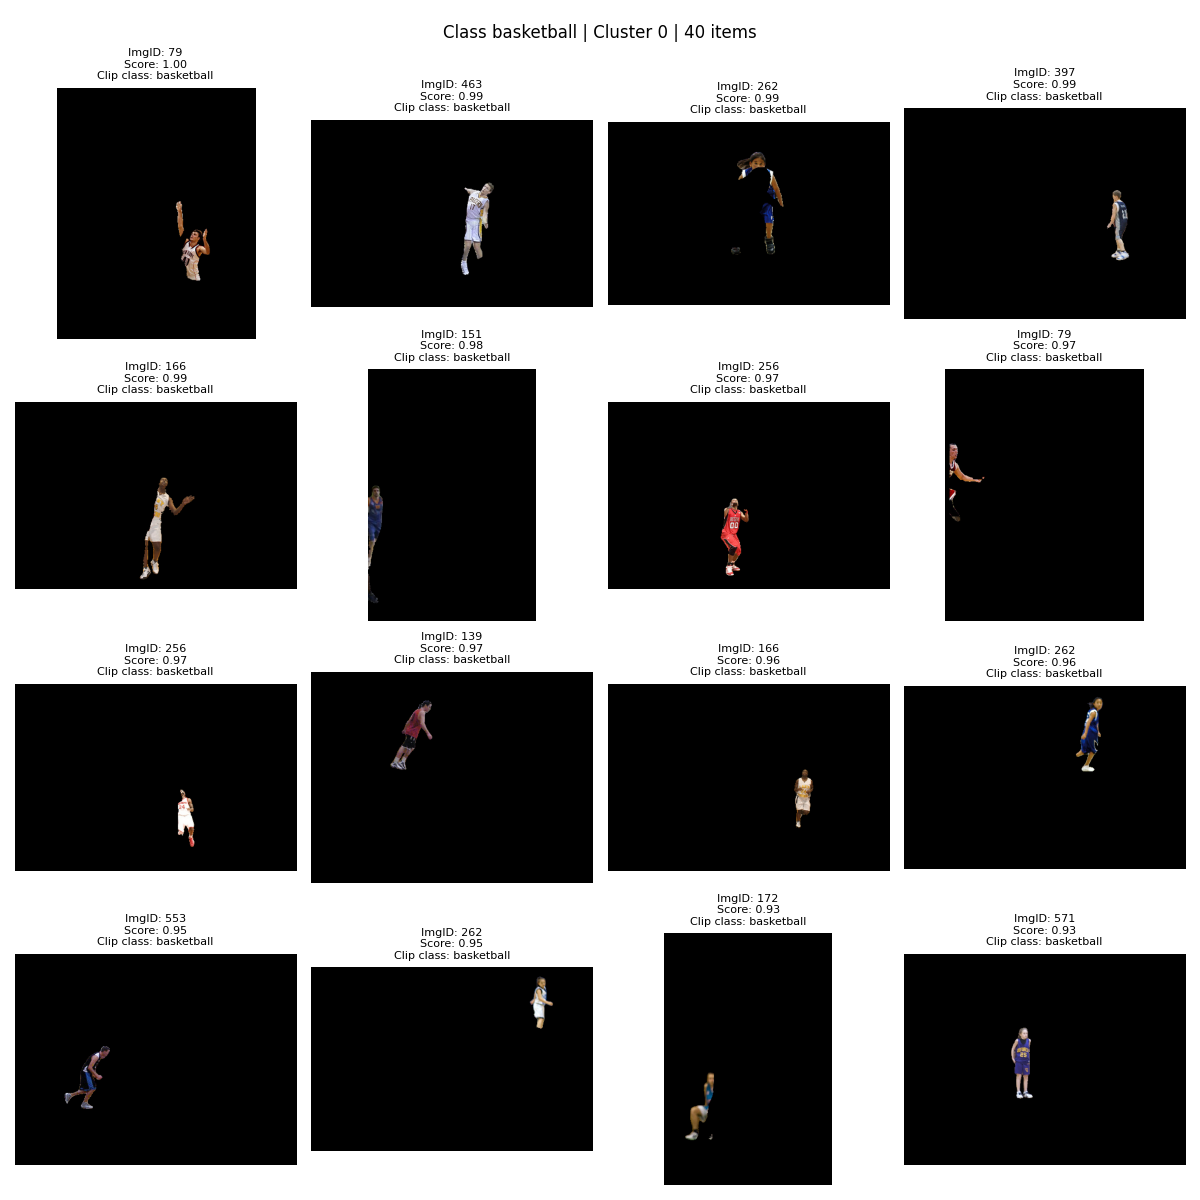 Class basketball | Cluster 0 | 40 items
ImgID: 79
Score: 1.00
Clip class: basketball
ImgID: 463
Score: 0.99
Clip class: basketball
ImgID: 262
Score: 0.99
Clip class: basketball
ImgID: 397
Score: 0.99
Clip class: basketball
ImgID: 166
Score: 0.99
Clip class: basketball
ImgID: 151
Score: 0.98
Clip class: basketball
ImgID: 256
Score: 0.97
Clip class: basketball
00
ImgID: 79
Score: 0.97
Clip class: basketball
ImgID: 256
Score: 0.97
Clip class: basketball
ImgID: 139
Score: 0.97
Clip class: basketball
ImgID: 166
Score: 0.96
Clip class: basketball
ImgID: 262
Score: 0.96
Clip class: basketball
ImgID: 553
Score: 0.95
Clip class: basketball
ImgID: 262
Score: 0.95
Clip class: basketball
ImgID: 172
Score: 0.93
Clip class: basketball
ImgID: 571
Score: 0.93
Clip class: basketball
25